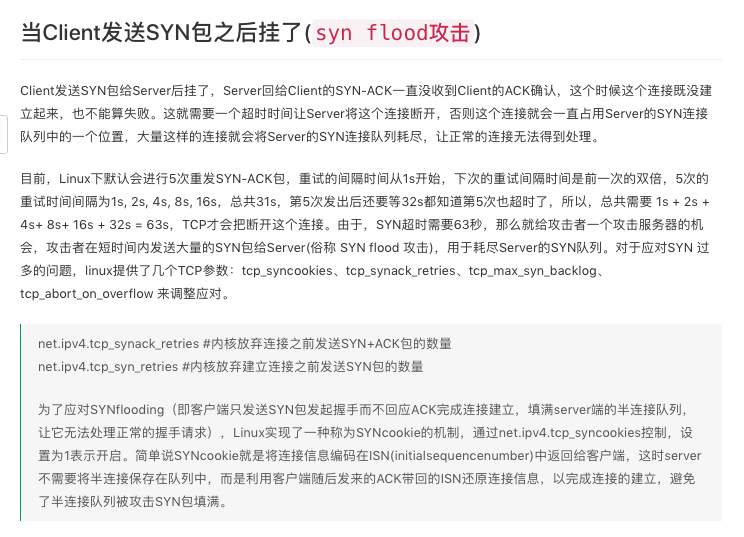 当Client发送SYN包之后挂了(syn flood攻击)
Client发送SYN包给Server后挂了，Server回给Client的SYN-ACK一直没收到Client的ACK确认，这个时候这个连接既没建
立起来，也不能算失败。这就需要一个超时时间让Server将这个连接断开，否则这个连接就会一直占用Server的SYN连接
队列中的一个位置，大量这样的连接就会将Server的SYN连接队列耗尽，让正常的连接无法得到处理。
目前，Linux下默认会进行5次重发SYN-ACK包，重试的间隔时间从1s开始，下次的重试间隔时间是前一次的双倍，5次的
重试时间间隔为1s, 2s, 4s, 8s, 16s，总共31s，第5次发出后还要等32s都知道第5次也超时了，所以，总共需要 1s + 2s +
4s+ 8s+ 16s + 32s = 63s，TCP才会把断开这个连接。由于，SYN超时需要63秒，那么就给攻击者一个攻击服务器的机
会，攻击者在短时间内发送大量的SYN包给Server(俗称 SYN flood 攻击)，用于耗尽Server的SYN队列。对于应对SYN 过
多的问题，linux提供了几个TCP参数：tcp_syncookies、tcp_synack_retries、tcp_max_syn_backlog、
tcp_abort_on_overflow 来调整应对。
net.ipv4.tcp_synack_retries #内核放弃连接之前发送SYN+ACK包的数量
net.ipv4.tcp_syn_retries #内核放弃建立连接之前发送SYN包的数量
为了应对SYNflooding（即客户端只发送SYN包发起握手而不回应ACK完成连接建立，填满server端的半连接队列，
让它无法处理正常的握手请求），Linux实现了一种称为SYNcookie的机制，通过net.ipv4.tcp_syncookies控制，设
置为1表示开启。简单说SYNcookie就是将连接信息编码在ISN(initialsequencenumber)中返回给客户端，这时server
不需要将半连接保存在队列中，而是利用客户端随后发来的ACK带回的ISN还原连接信息，以完成连接的建立，避免
了半连接队列被攻击SYN包填满。